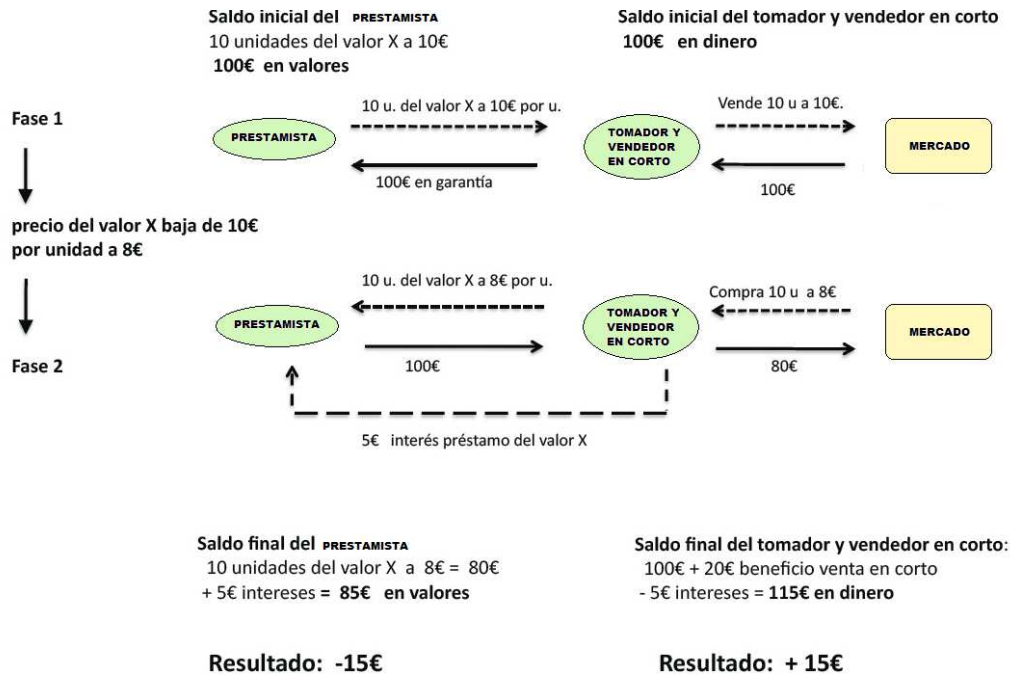 Saldo inicial del PRESTAMISTA
10 unidades del valor X a 10€
100€ en valores
Saldo inicial del tomador y vendedor en corto
100€ en dinero
Fase 1
10 u. del valor X a 10€ por u.
Vende 10 u a 10€.
PRESTAMISTA
TOMADOR Y
VENDEDOR
EN CORTO
MERCADO
100€ en garantía
100€
precio del valor X baja de 10€
por unidad a 8€
10 u. del valor X a 8€ por u.
Compra 10 u a 8€
PRESTAMISTA
TOMADOR Y
VENDEDOR
EN CORTO
MERCADO
Fase 2
100€
80€
5€ interés préstamo del valor X
Saldo final del PRESTAMISTA
10 unidades del valor X a 8€ = 80€
+ 5€ intereses = 85€ en valores
Saldo final del tomador y vendedor en corto:
100€ + 20€ beneficio venta en corto
- 5€ intereses = 115€ en dinero
Resultado: -15€
Resultado: + 15€